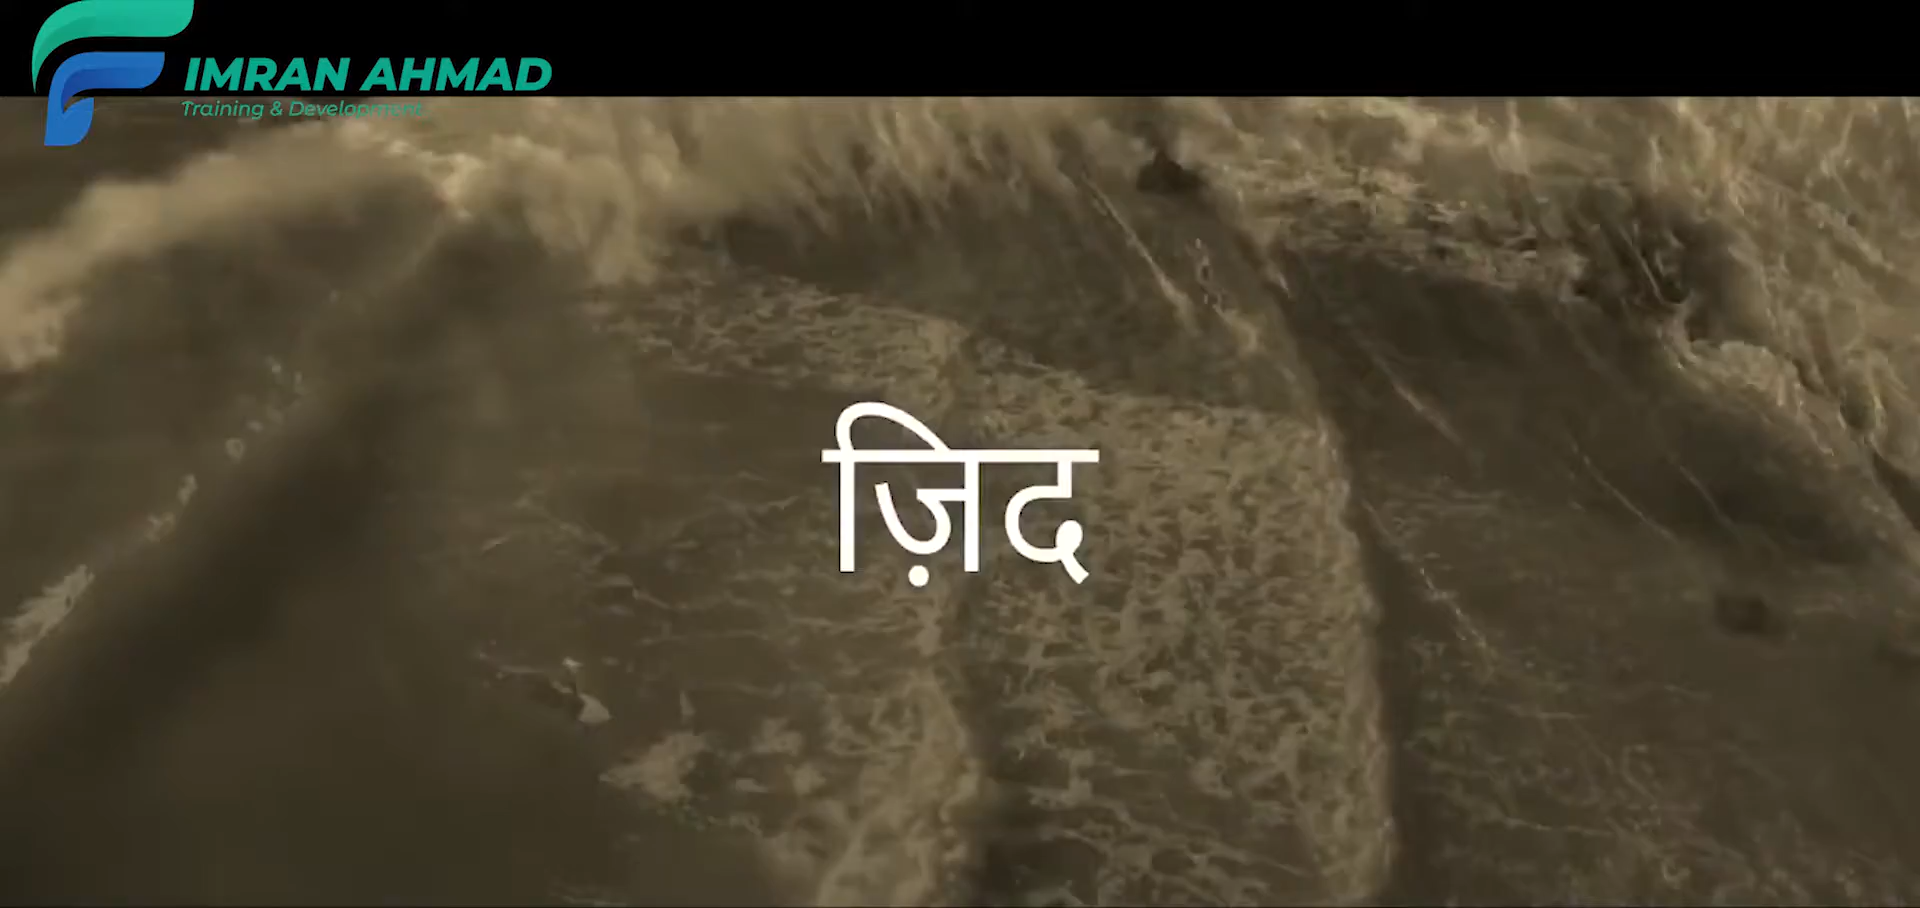 IMRAN AHMAD
Training & Development
ज़िद